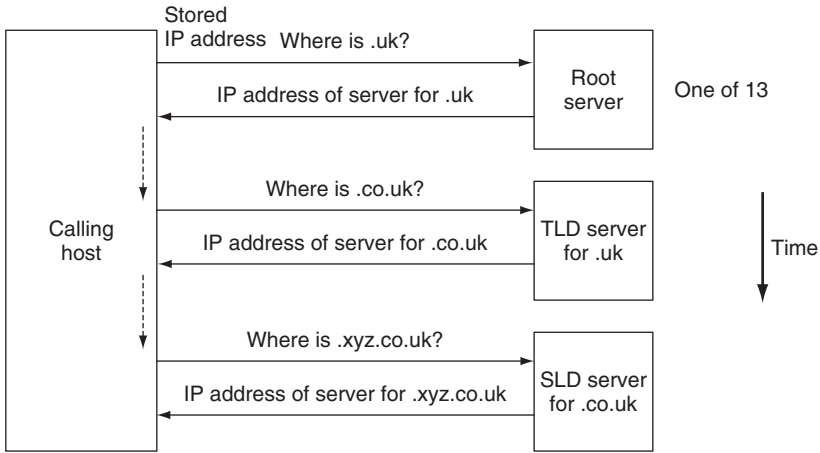 Stored
IP address
Where is .uk?
Root
server
One of 13
IP address of server for .uk
Calling
host
Where is .co.uk?
TLD server
for .uk
IP address of server for .co.uk
Time
Where is .xyz.co.uk?
SLD server
for .co.uk
IP address of server for .xyz.co.uk